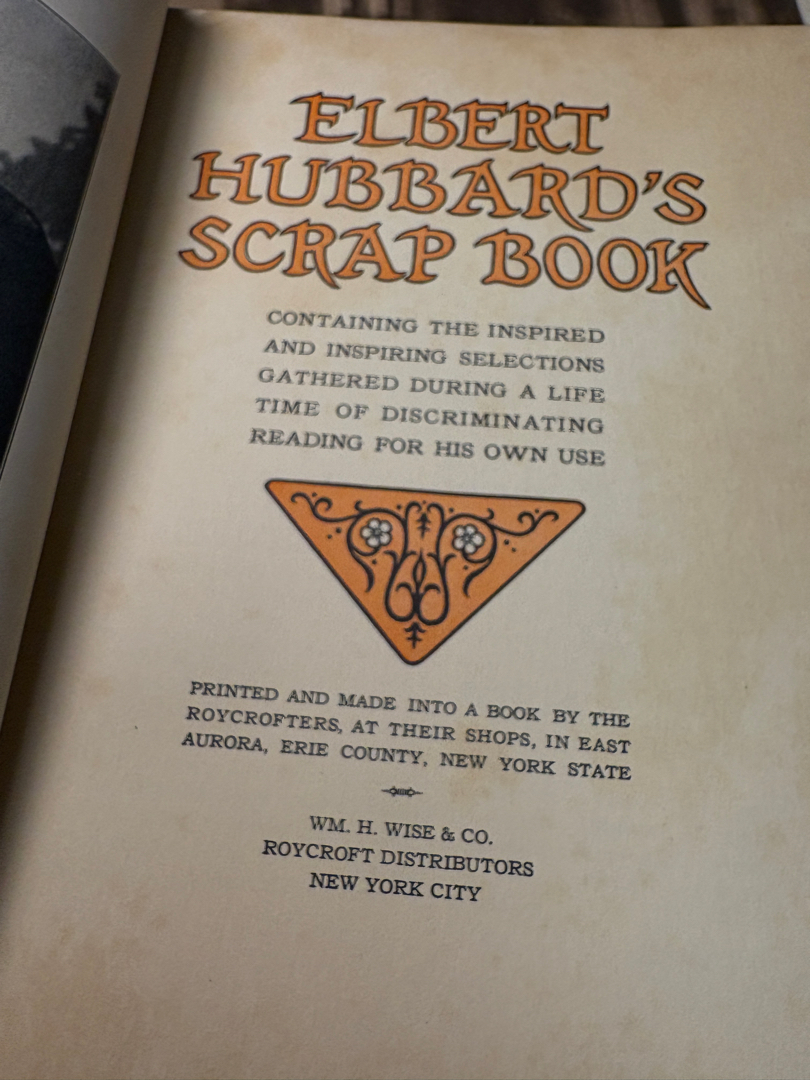 ELBERT
HUBBARD'S
SCRAP BOOK
CONTAINING THE INSPIRED
AND INSPIRING SELECTIONS
GATHERED DURING A LIFE
TIME OF DISCRIMINATING
READING FOR HIS OWN USE
PRINTED AND MADE INTO A BOOK BY THE
ROYCROFTERS, AT THEIR SHOPS, IN EAST
AURORA, ERIE COUNTY, NEW YORK STATE
WM. H. WISE & CO.
ROYCROFT DISTRIBUTORS
NEW YORK CITY